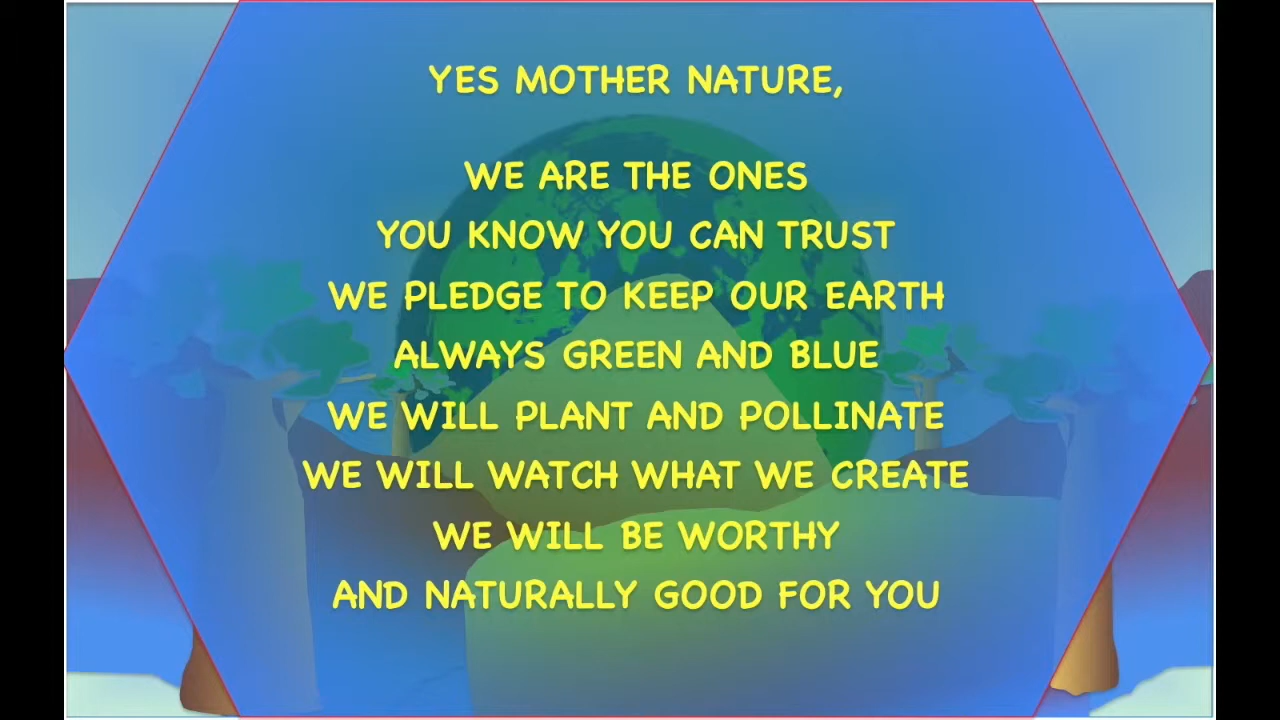 YES MOTHER NATURE,
WE ARE THE ONES
YOU KNOW YOU CAN TRUST
WE PLEDGE TO KEEP OUR EARTH
ALWAYS GREEN AND BLUE
WE WILL PLANT AND POLLINATE
WE WILL WATCH WHAT WE CREATE
WE WILL BE WORTHY
AND NATURALLY GOOD FOR YOU